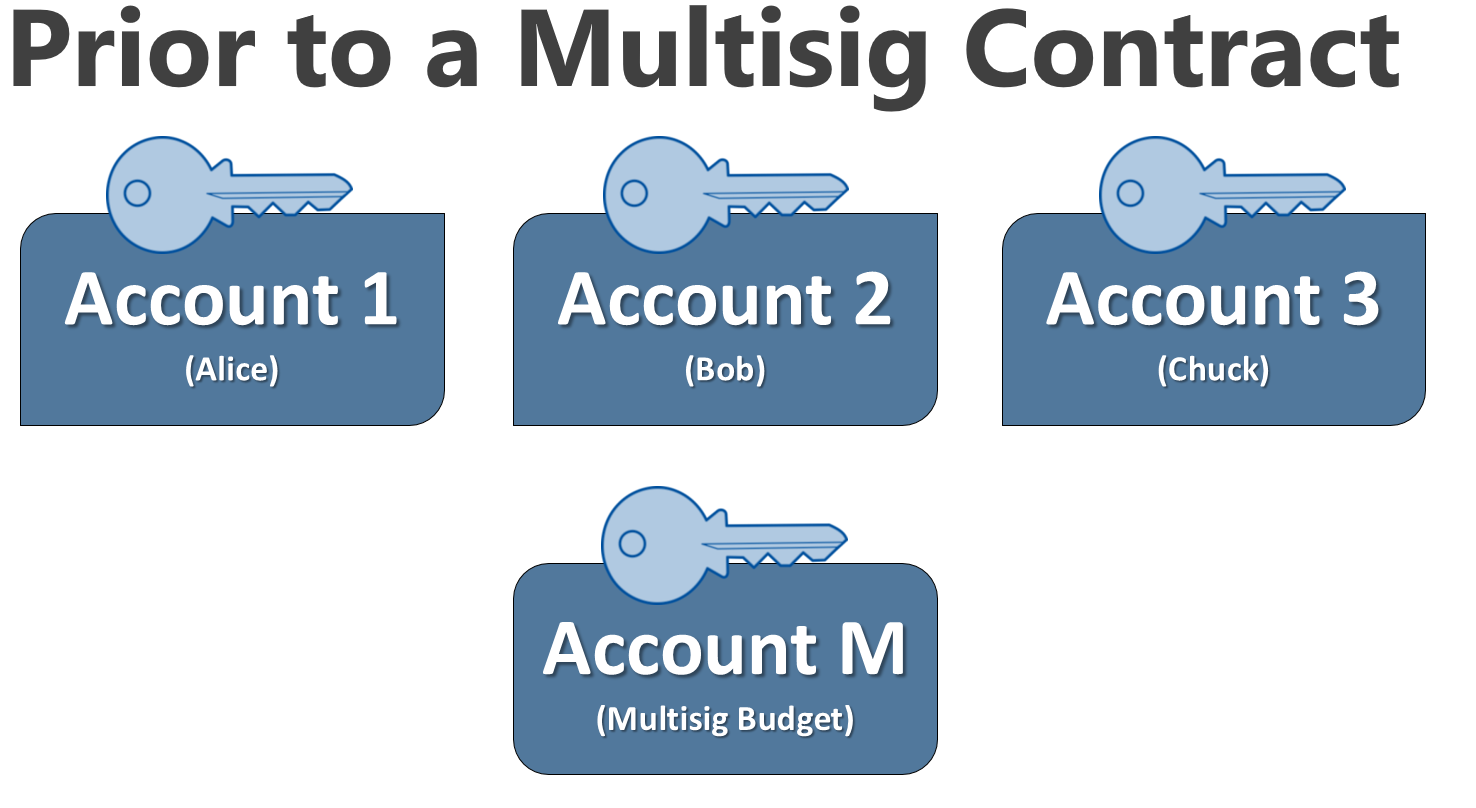 Prior to a Multisig Contract
Account 1
(Alice)
Account 2
(Bob)
Account 3
(Chuck)
Account M
(Multisig Budget)